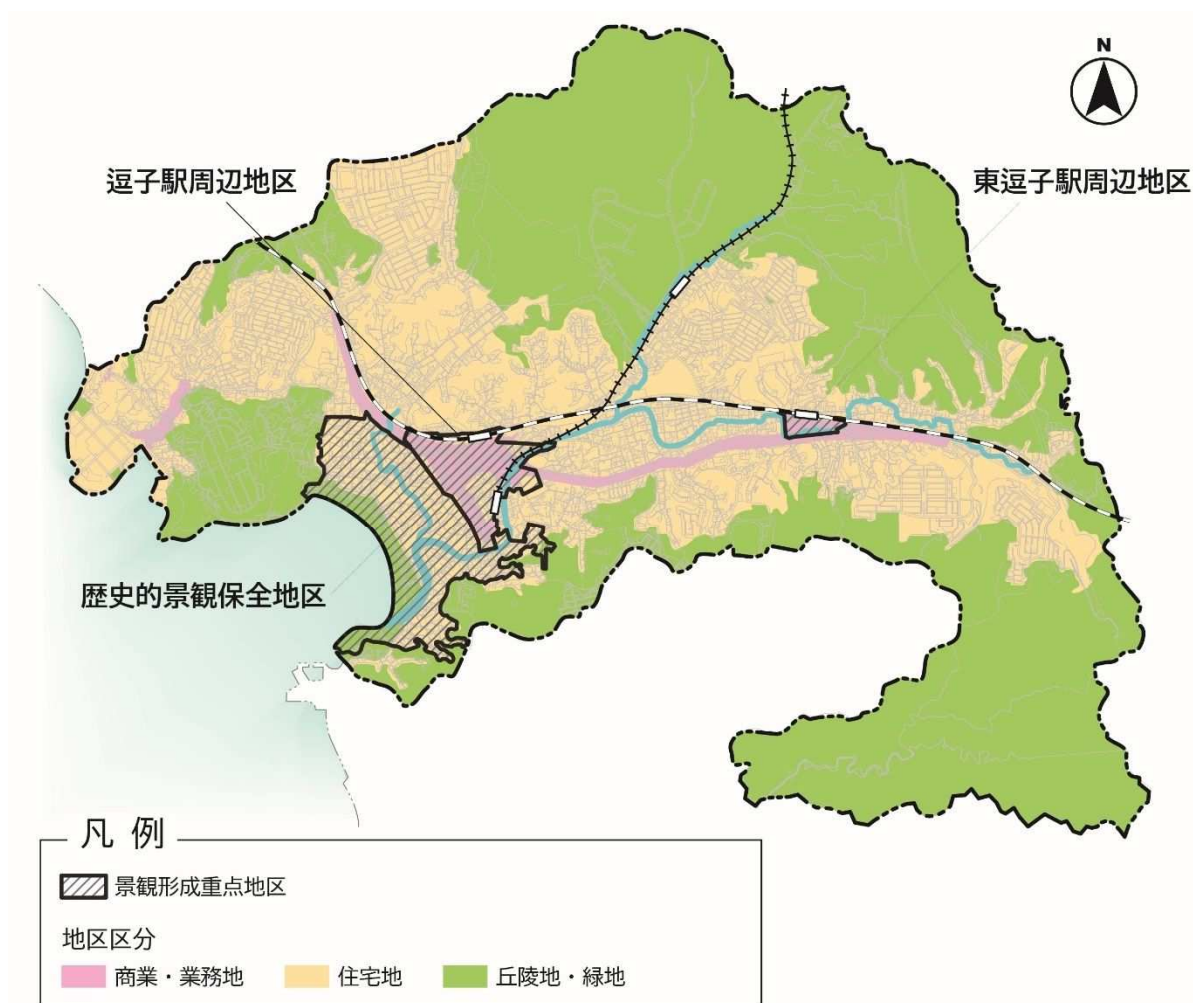 N
逗子駅周辺地区
東逗子駅周辺地区
歴史的景観保全地区
凡例
景観形成重点地区
地区区分
商業・業務地
住宅地
丘陵地・緑地